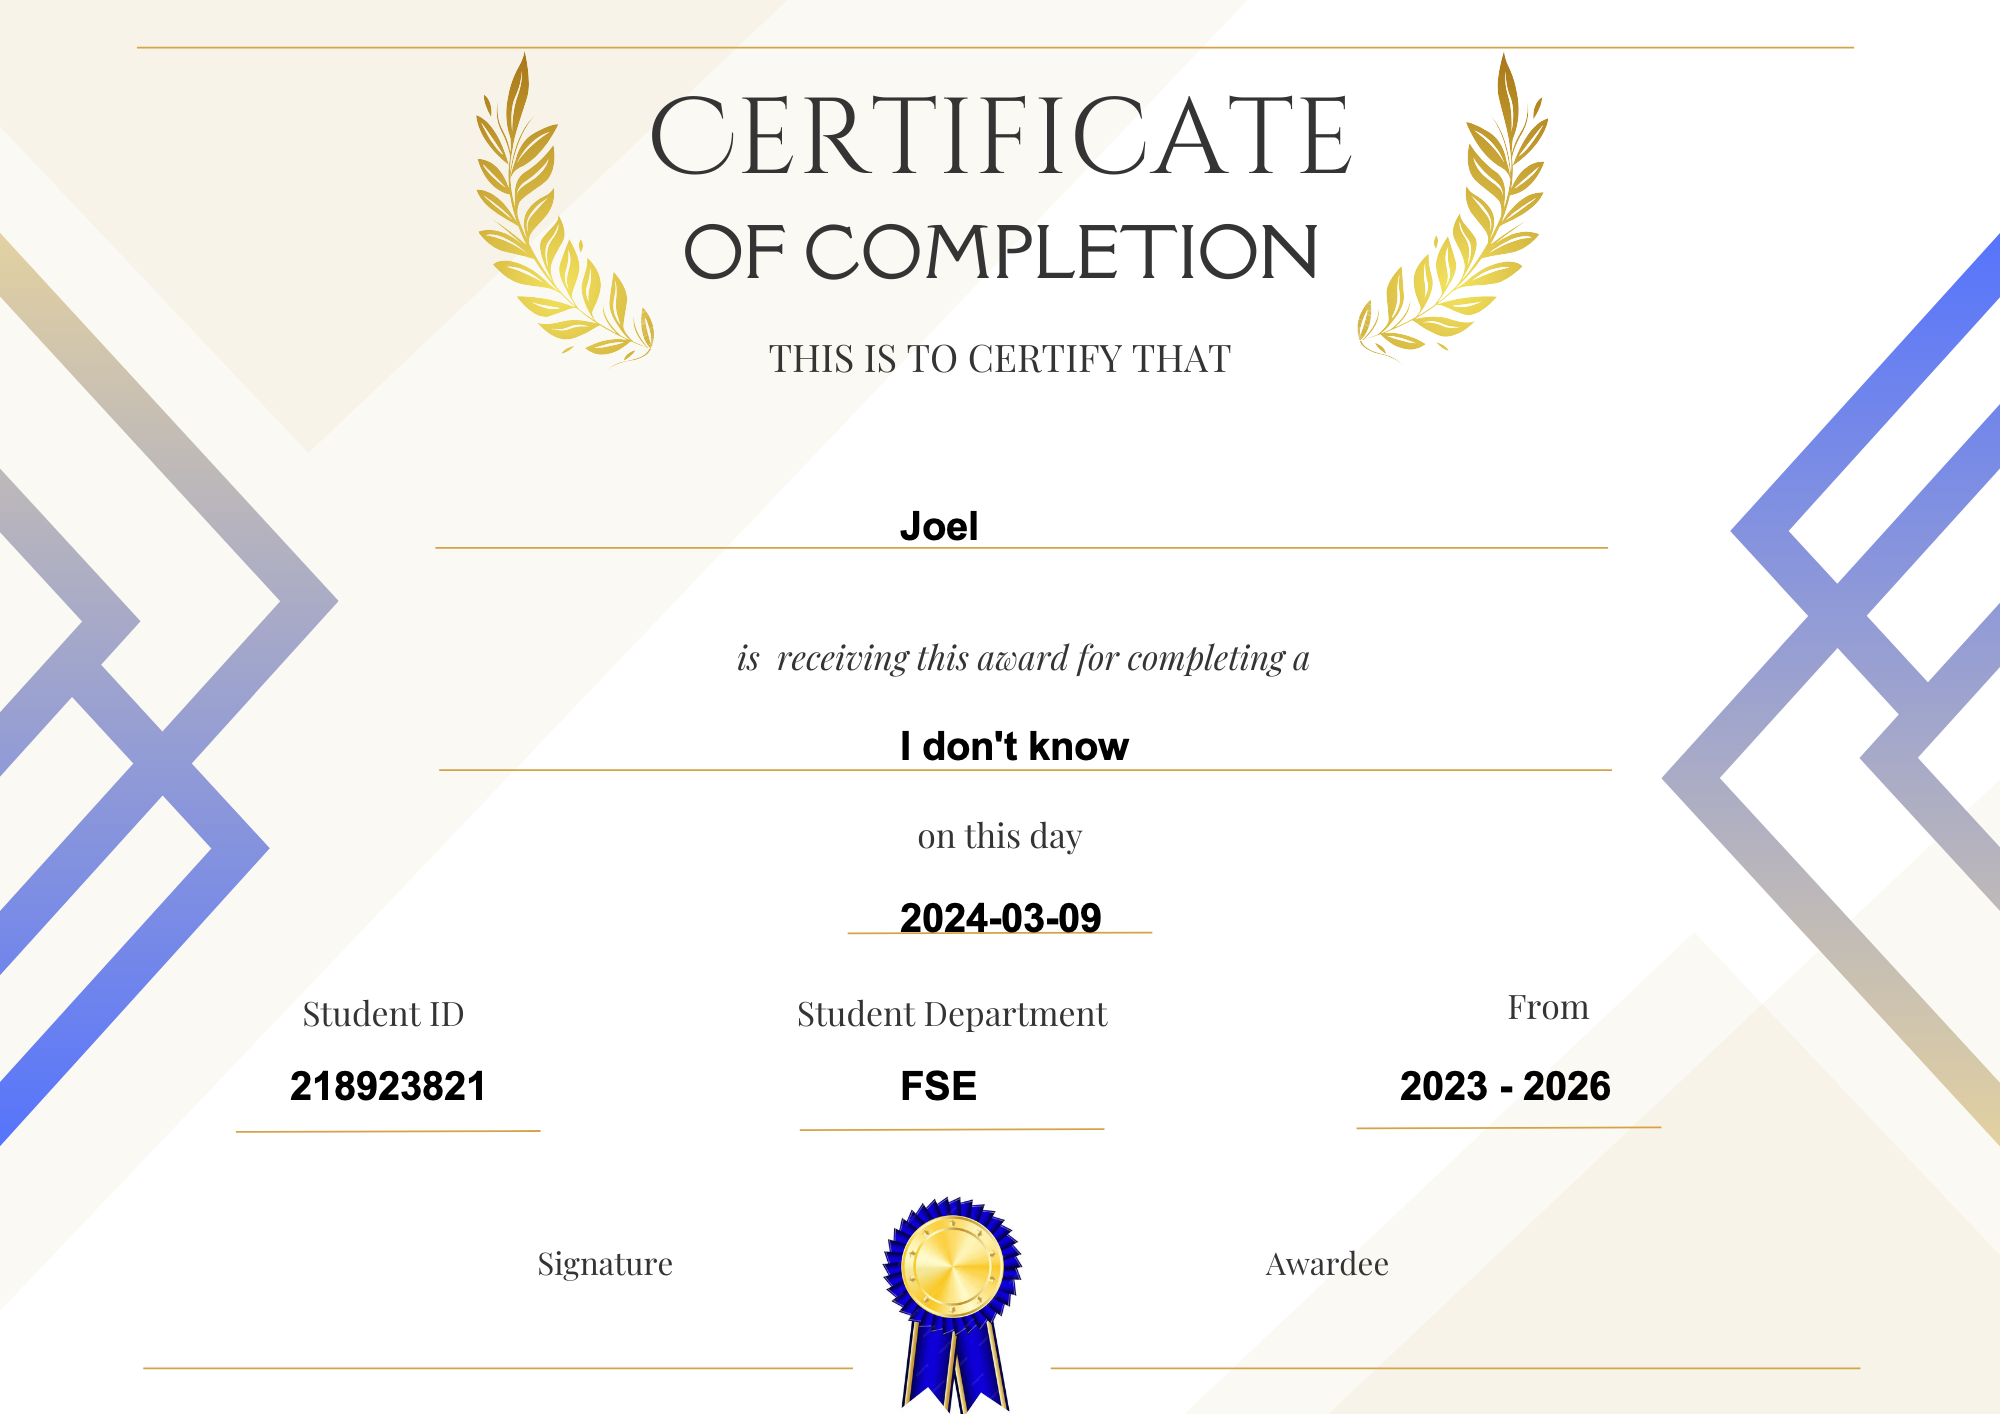 CERTIFICATE
OF COMPLETION
THIS IS TO CERTIFY THAT
Joel
is receiving this award for completing a
I don't know
on this day
2024-03-09
Student ID
Student Department
From
218923821
FSE
2023 - 2026
Signature
Awardee